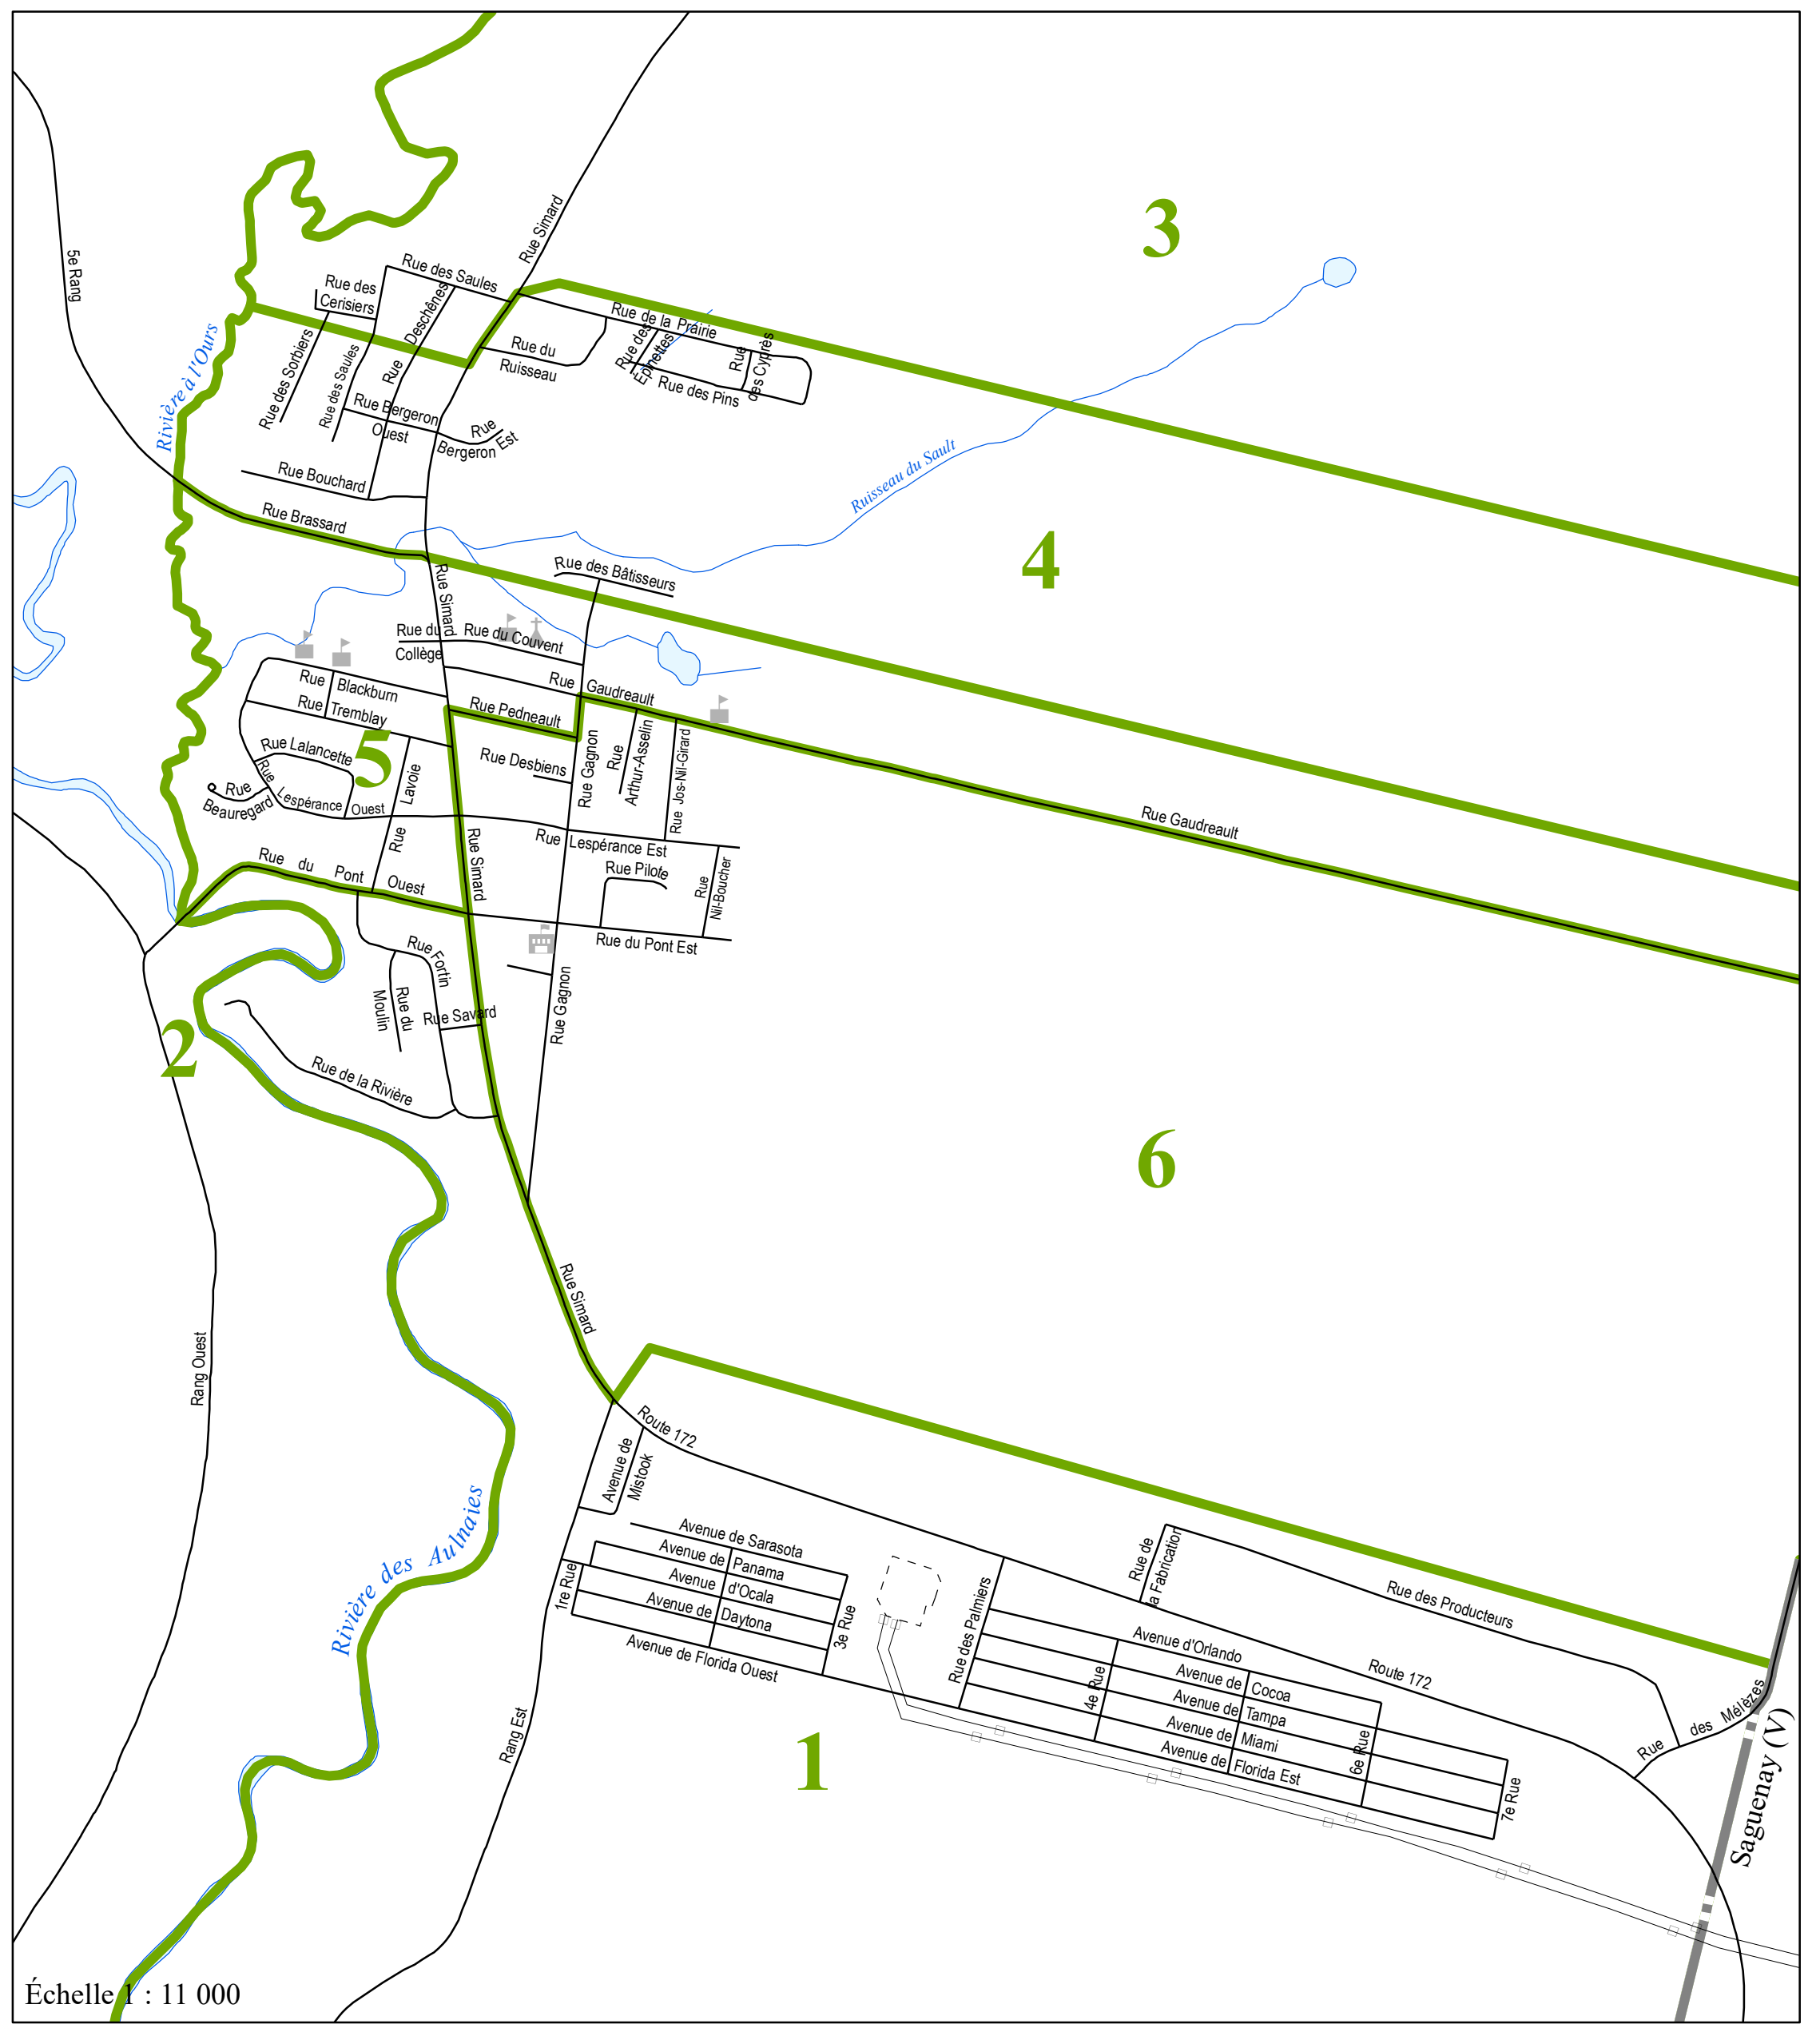 3
Rue Simard
5e Rang
Rue des Saules
Rue des
Cerisiers
Rue Deschênes
Rue de la Prairie
Rivière à l'Ours
Rue des Sorbiers
Rue des Saules
Rue du
Ruisseau
Rue des
Épinettes
Rue
des Cyprès
Rue des Pins
Rue Bergeron
Ouest
Rue
Bergeron Est
Rue Bouchard
Ruisseau du Sault
Rue Brassard
4
Rue des Bâtisseurs
Rue Simard
Rue du
Collège
Rue du Couvent
Rue Gaudreault
Rue Blackburn
Rue Tremblay
Rue Pedneault
5
Rue Lalancette
Rue Desbiens
Rue Gagnon
Rue
Arthur-Asselin
Rue Jos-Nil-Girard
Rue Lavoie
Rue
Beauregard
Rue Lespérance Ouest
Rue Gaudreault
Rue Lespérance Est
Rue Simard
Rue Pilote
Rue
Nil-Boucher
Rue du Pont Ouest
Rue du Pont Est
Rue Fortin
Rue du
Moulin
Rue Savard
Rue Gagnon
2
Rue de la Rivière
6
Rue Simard
Rang Ouest
Route 172
Avenue de
Mistook
Rivière des Aulnaies
Avenue de Sarasota
Avenue de Panama
Avenue d'Ocala
Avenue de Daytona
1re Rue
3e Rue
Avenue de Florida Ouest
Rue de
la Fabrication
Rue des Producteurs
Rue des Palmiers
Avenue d'Orlando
Route 172
Avenue de Cocoa
Avenue de Tampa
Avenue de Miami
Avenue de Florida Est
4e Rue
6e Rue
7e Rue
Rue des Mélèzes
Rang Est
1
Saguenay (V)
Échelle 1 : 11 000